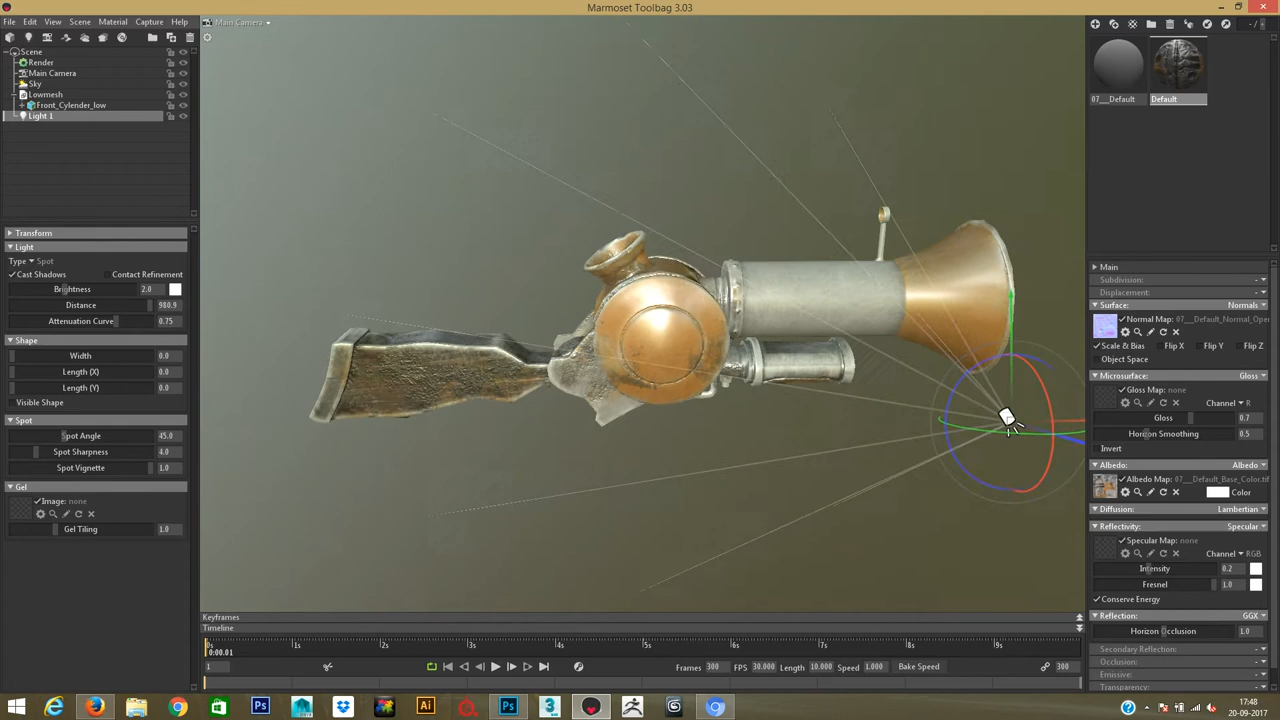 Marmoset Toolbag 3.03
File Edit View Scene Material Capture Help
Main Camera
Scene
Render
Main Camera
Sky
Lowmesh
Front_Cylender_low
Light 1
Transform
Light
Type Spot
Cast Shadows Contact Refinement
Brightness 2.0
Distance 980.9
Attenuation Curve 0.75
Shape
Width 0.0
Length (X) 0.0
Length (Y) 0.0
Visible Shape
Spot
Spot Angle 45.0
Spot Sharpness 4.0
Spot Vignette 1.0
Gel
Image: none
Gel Tiling 1.0
07__Default Default
Main
Subdivision:
Displacement:
Surface: Normals
Normal Map: 07__Default_Normal_Oper
Scale & Bias Flip X Flip Y Flip Z
Object Space
Microsurface: Gloss
Gloss Map: none
Channel R
Gloss 0.7
Horizon Smoothing 0.5
Invert
Albedo: Albedo
Albedo Map: 07__Default_Base_Color.tif
Color
Diffusion: Lambertian
Reflectivity: Specular
Specular Map: none
Channel RGB
Intensity 0.2
Fresnel 1.0
Conserve Energy
Reflection: GGX
Horizon Occlusion 1.0
Secondary Reflection:
Occlusion:
Emissive:
Transparency:
Keyframes
Timeline
0s 1s 2s 3s 4s 5s 6s 7s 8s 9s
0:00.01
1 Frames 300 FPS 30.000 Length 10.000 Speed 1.000 Bake Speed 300
17:48
20-09-2017